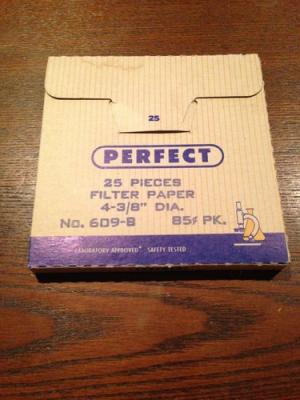 25
PERFECT
25 PIECES
FILTER PAPER
4-3/8" DIA.
No. 609-B 85¢ PK.
LABORATORY APPROVED* SAFETY TESTED